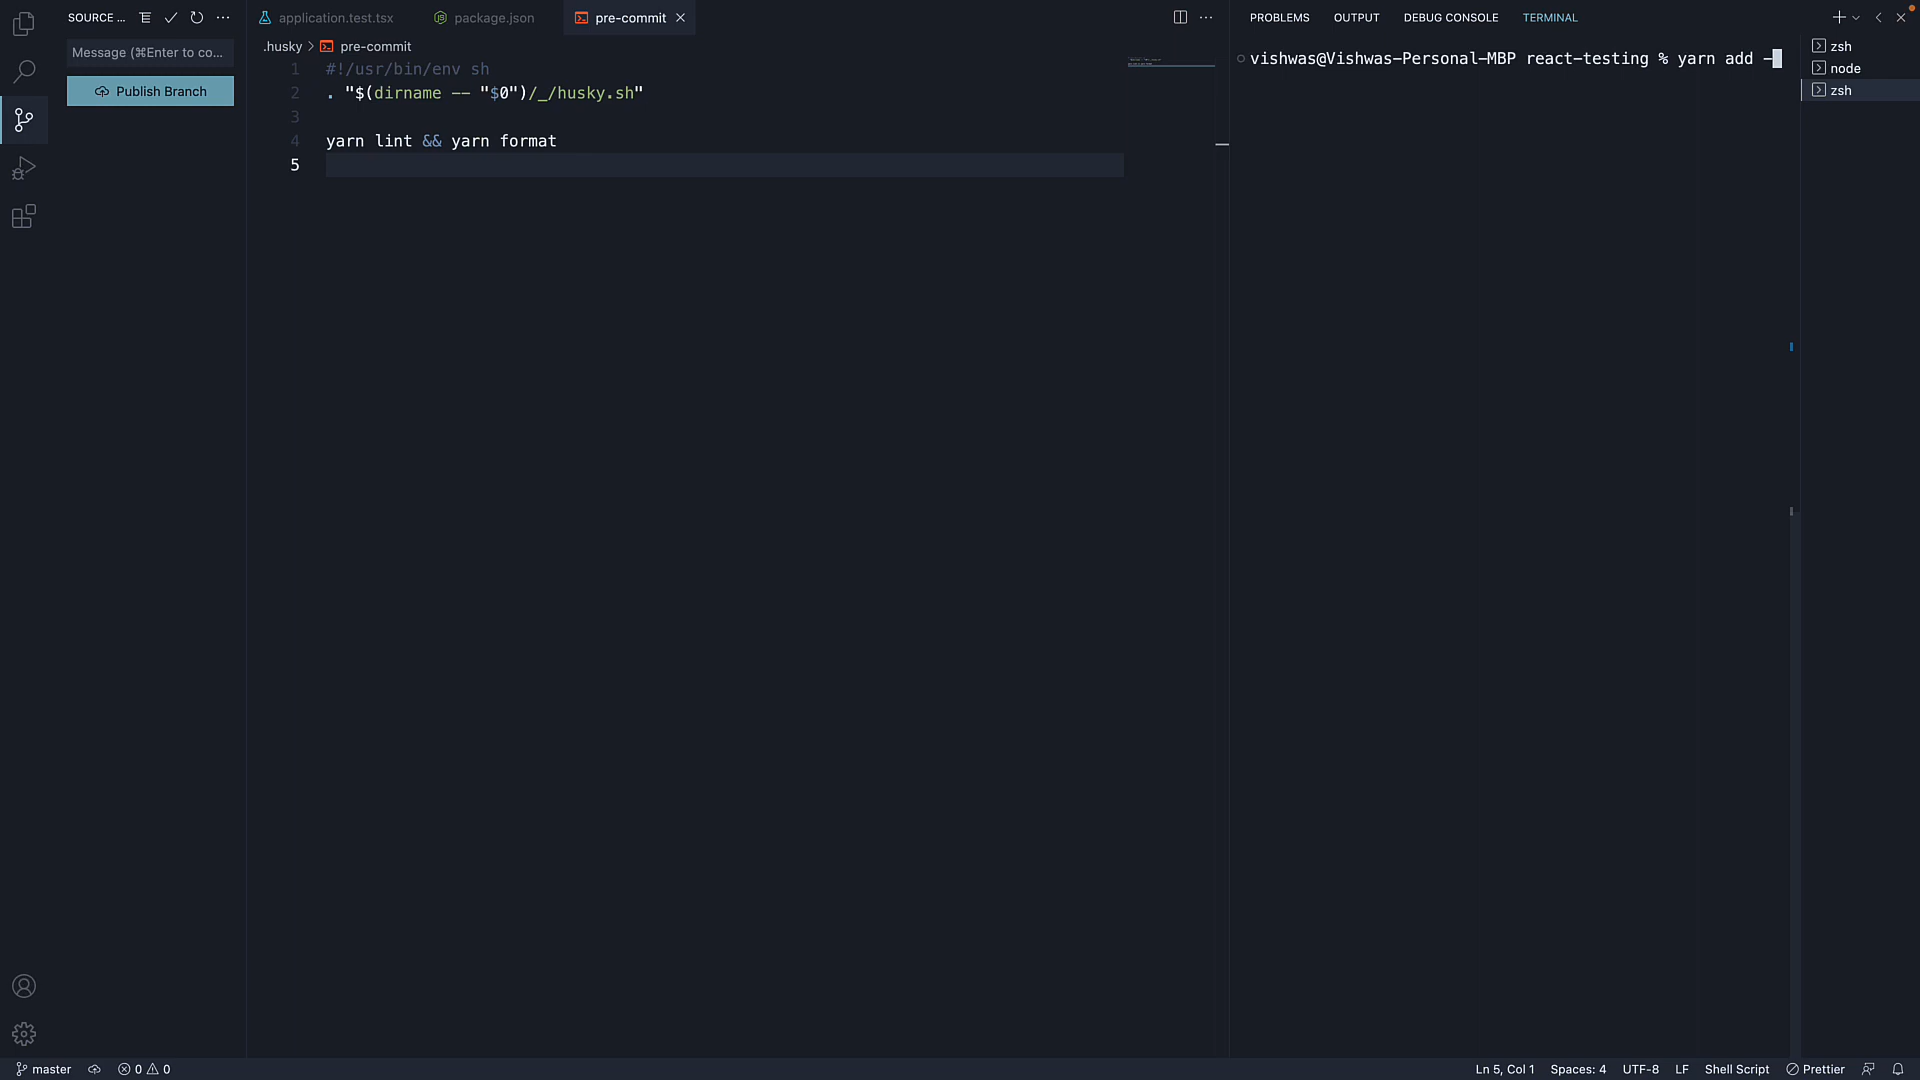 SOURCE ...
Message (⌘Enter to co...
Publish Branch
application.test.tsx
package.json
pre-commit
.husky > pre-commit
1 #!/usr/bin/env sh
2 . "$(dirname -- "$0")/_/husky.sh"
3
4 yarn lint && yarn format
5
PROBLEMS OUTPUT DEBUG CONSOLE TERMINAL
vishwas@Vishwas-Personal-MBP react-testing % yarn add -
zsh
node
zsh
master 0 0
Ln 5, Col 1 Spaces: 4 UTF-8 LF Shell Script Prettier